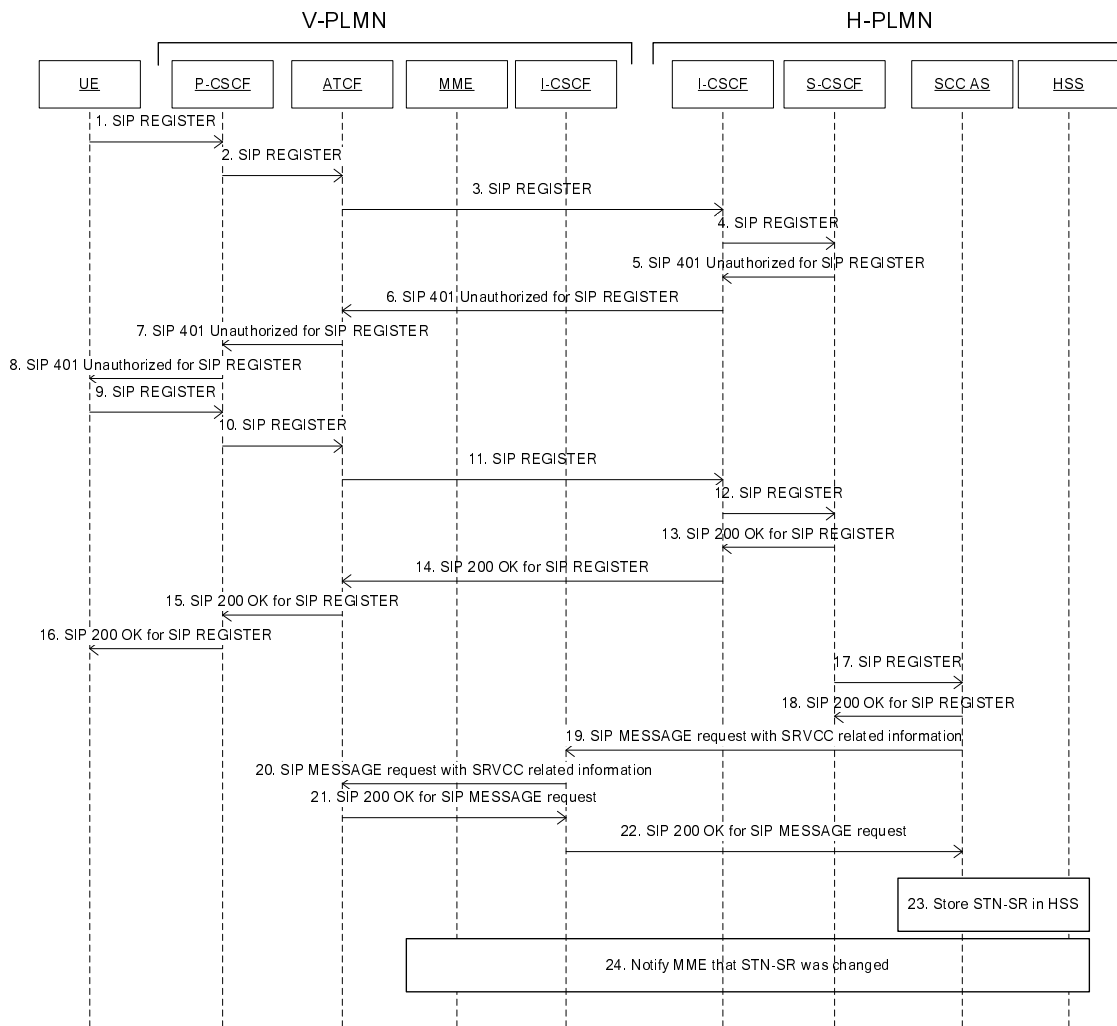 V-PLMN
H-PLMN
UE
P-CSCF
ATCF
MME
I-CSCF
I-CSCF
S-CSCF
SCC AS
HSS
1. SIP REGISTER
2. SIP REGISTER
3. SIP REGISTER
4. SIP REGISTER
5. SIP 401 Unauthorized for SIP REGISTER
6. SIP 401 Unauthorized for SIP REGISTER
7. SIP 401 Unauthorized for SIP REGISTER
8. SIP 401 Unauthorized for SIP REGISTER
9. SIP REGISTER
10. SIP REGISTER
11. SIP REGISTER
12. SIP REGISTER
13. SIP 200 OK for SIP REGISTER
14. SIP 200 OK for SIP REGISTER
15. SIP 200 OK for SIP REGISTER
16. SIP 200 OK for SIP REGISTER
17. SIP REGISTER
18. SIP 200 OK for SIP REGISTER
19. SIP MESSAGE request with SRVCC related information
20. SIP MESSAGE request with SRVCC related information
21. SIP 200 OK for SIP MESSAGE request
22. SIP 200 OK for SIP MESSAGE request
23. Store STN-SR in HSS
24. Notify MME that STN-SR was changed